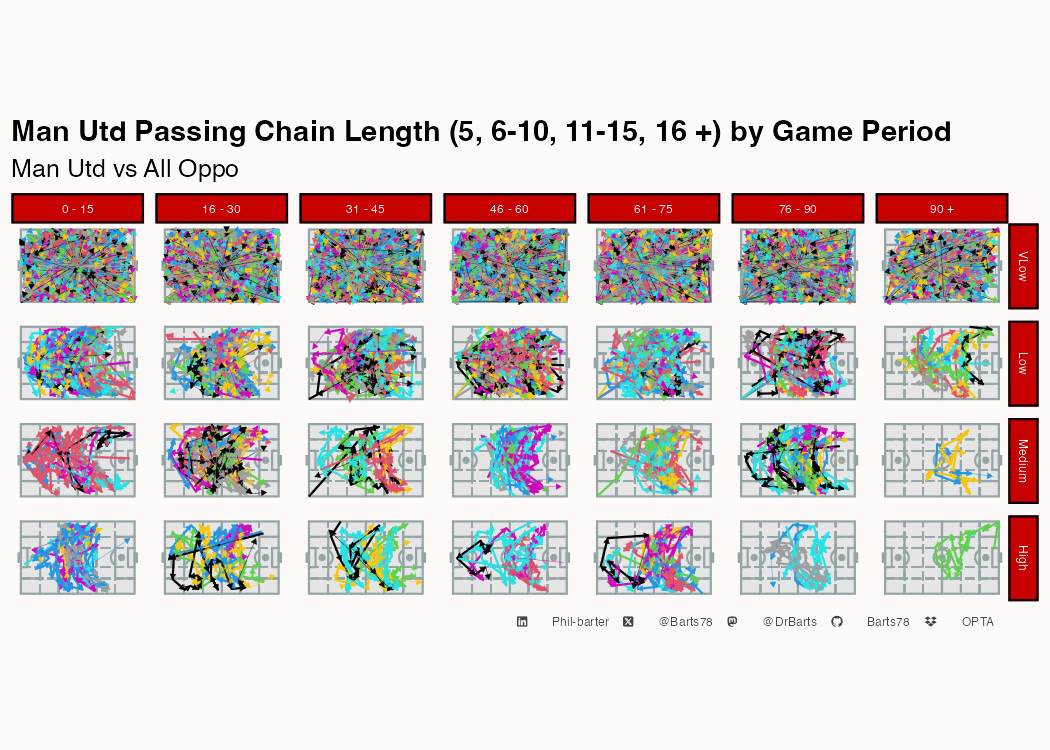 Man Utd Passing Chain Length (5, 6-10, 11-15, 16 +) by Game Period
Man Utd vs All Oppo
0 - 15 16 - 30 31 - 45 46 - 60 61 - 75 76 - 90 90 +
VLow
Low
Medium
High
Phil-barter @Barts78 @DrBarts Barts78 OPTA